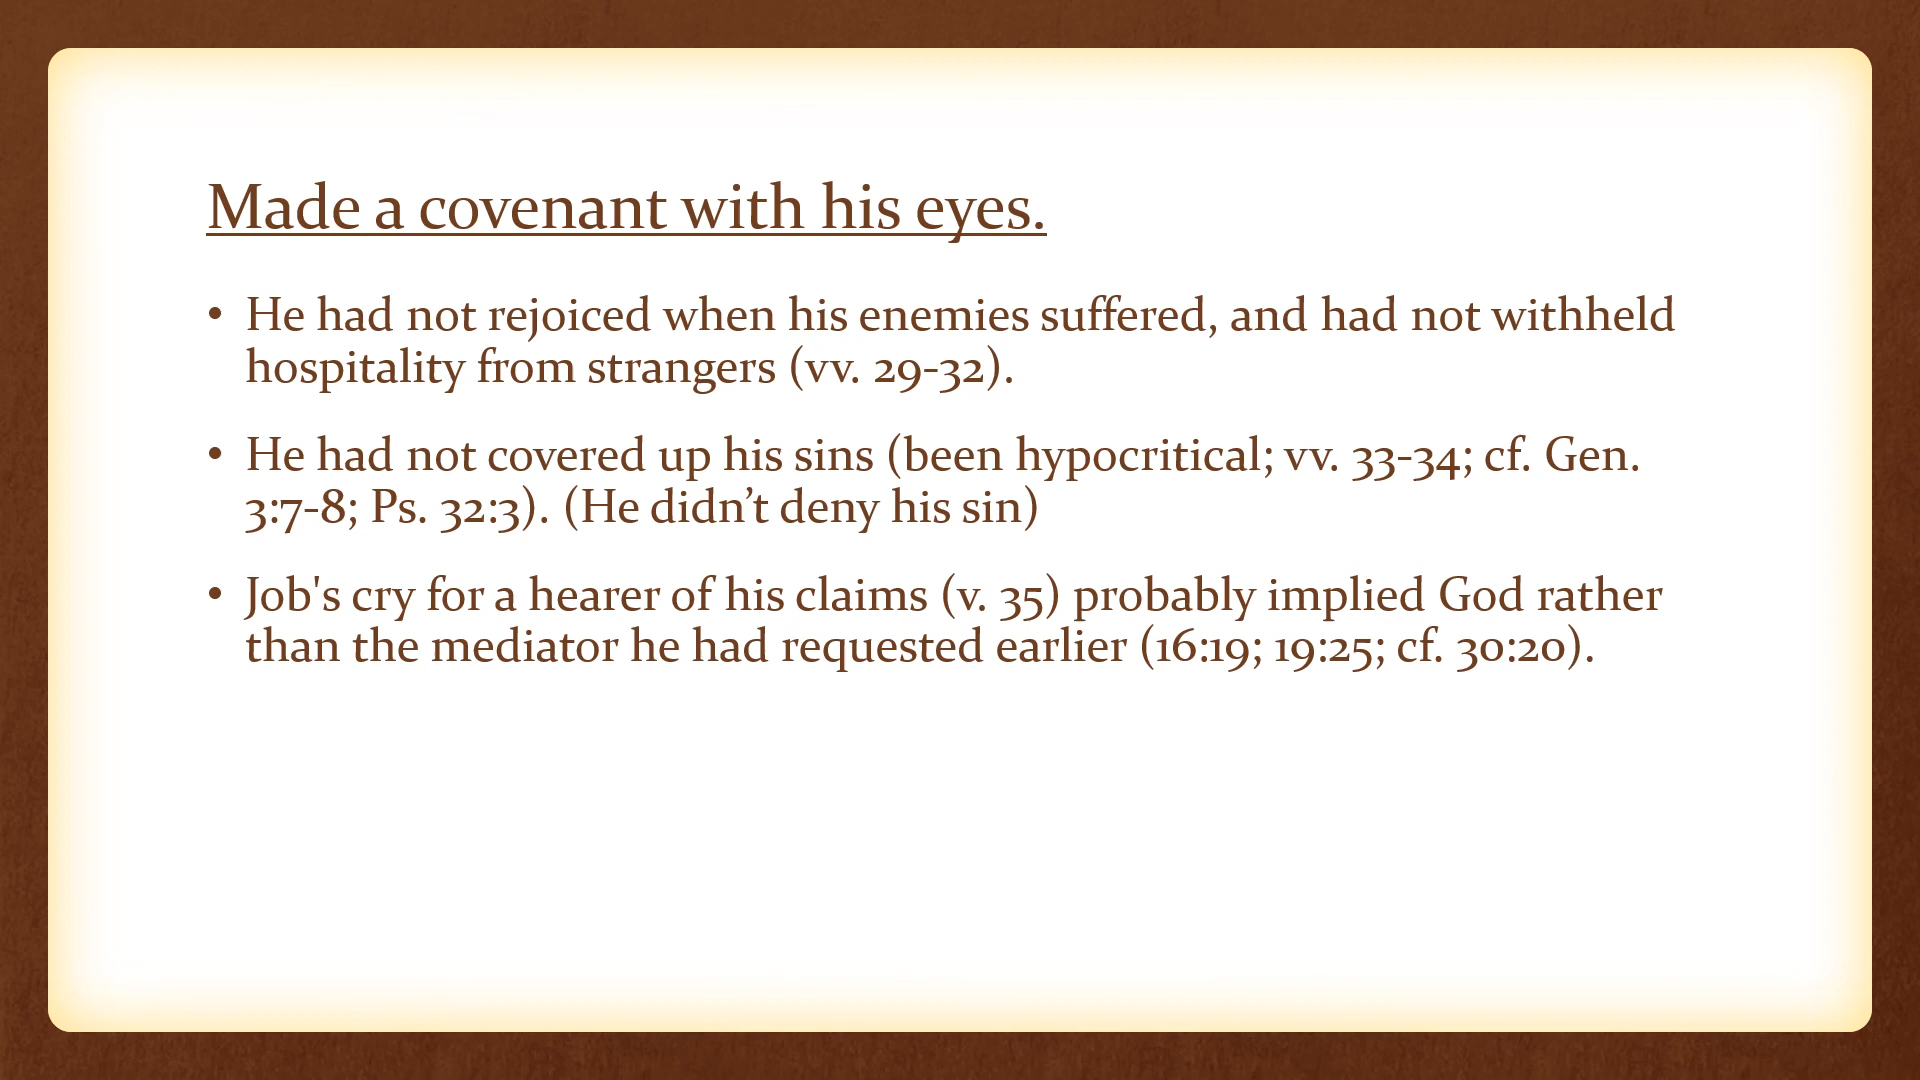 Made a covenant with his eyes.
• He had not rejoiced when his enemies suffered, and had not withheld
hospitality from strangers (vv. 29-32).
• He had not covered up his sins (been hypocritical; vv. 33-34; cf. Gen.
3:7-8; Ps. 32:3). (He didn’t deny his sin)
• Job's cry for a hearer of his claims (v. 35) probably implied God rather
than the mediator he had requested earlier (16:19; 19:25; cf. 30:20).